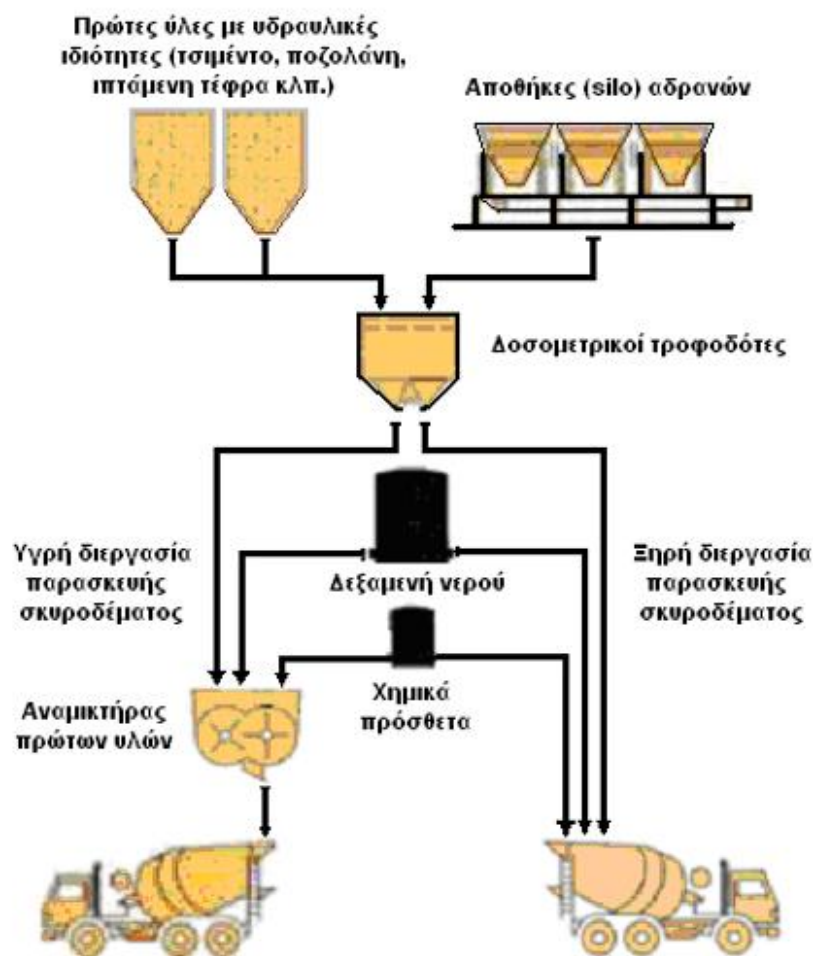 Πρώτες ύλες με υδραυλικές
ιδιότητες (τσιμέντο, ποζολάνη,
ιπτάμενη τέφρα κλπ.)
Αποθήκες (silo) αδρανών
Δοσομετρικοί τροφοδότες
Υγρή διεργασία
παρασκευής
σκυροδέματος
Δεξαμενή νερού
Ξηρή διεργασία
παρασκευής
σκυροδέματος
Χημικά
πρόσθετα
Αναμικτήρας
πρώτων υλών